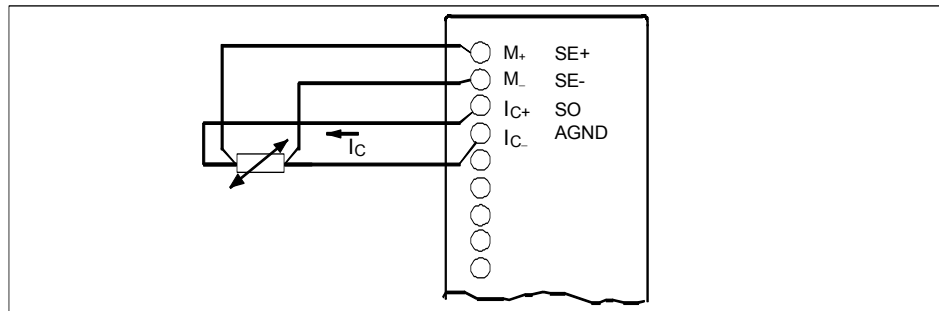 M+ SE+
M– SE-
IC+ SO
IC– AGND
IC